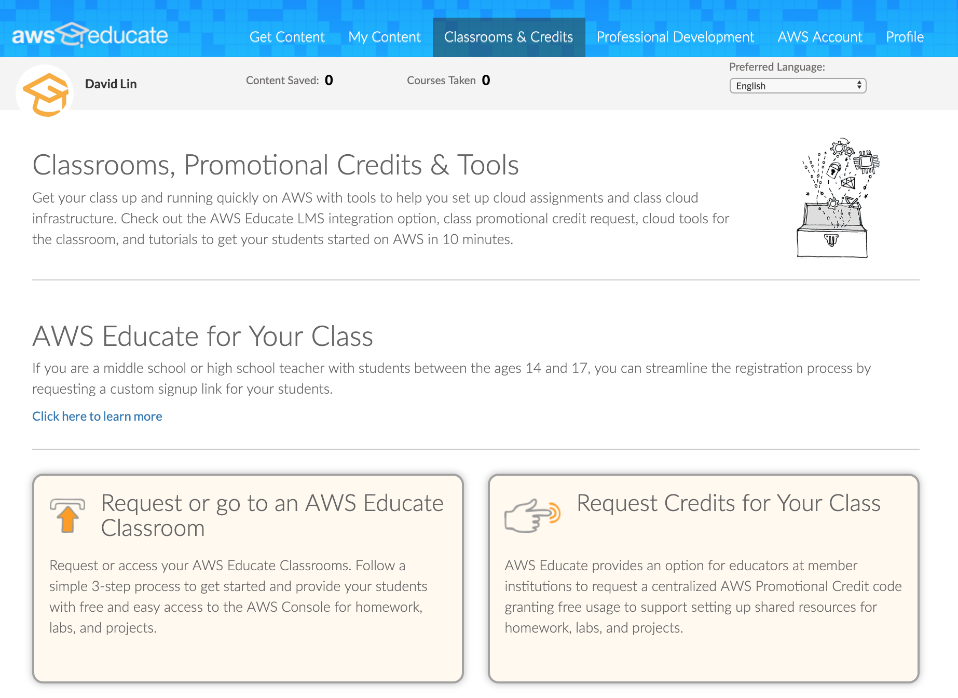 aws educate
Get Content My Content Classrooms & Credits Professional Development AWS Account Profile
David Lin
Content Saved: 0
Courses Taken 0
Preferred Language:
English
Classrooms, Promotional Credits & Tools
Get your class up and running quickly on AWS with tools to help you set up cloud assignments and class cloud
infrastructure. Check out the AWS Educate LMS integration option, class promotional credit request, cloud tools for
the classroom, and tutorials to get your students started on AWS in 10 minutes.
AWS Educate for Your Class
If you are a middle school or high school teacher with students between the ages 14 and 17, you can streamline the registration process by
requesting a custom signup link for your students.
Click here to learn more
Request or go to an AWS Educate
Classroom
Request or access your AWS Educate Classrooms. Follow a
simple 3-step process to get started and provide your students
with free and easy access to the AWS Console for homework,
labs, and projects.
Request Credits for Your Class
AWS Educate provides an option for educators at member
institutions to request a centralized AWS Promotional Credit code
granting free usage to support setting up shared resources for
homework, labs, and projects.